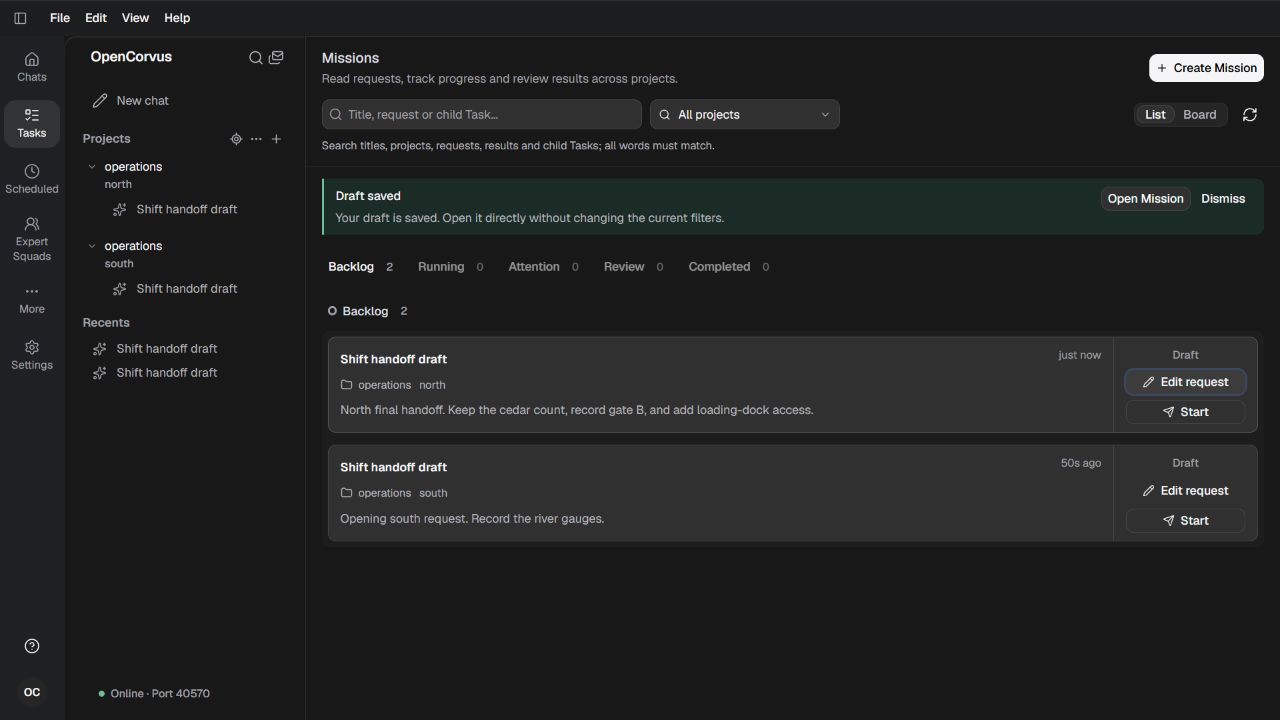 File Edit View Help
Chats
Tasks
Scheduled
Expert
Squads
More
Settings
OC
OpenCorvus
New chat
Projects
operations
north
Shift handoff draft
operations
south
Shift handoff draft
Recents
Shift handoff draft
Shift handoff draft
Online · Port 40570
Missions
Read requests, track progress and review results across projects.
Create Mission
Title, request or child Task...
All projects
List Board
Search titles, projects, requests, results and child Tasks; all words must match.
Draft saved
Your draft is saved. Open it directly without changing the current filters.
Open Mission Dismiss
Backlog 2 Running 0 Attention 0 Review 0 Completed 0
Backlog 2
Shift handoff draft
just now
operations north
North final handoff. Keep the cedar count, record gate B, and add loading-dock access.
Draft
Edit request
Start
Shift handoff draft
50s ago
operations south
Opening south request. Record the river gauges.
Draft
Edit request
Start